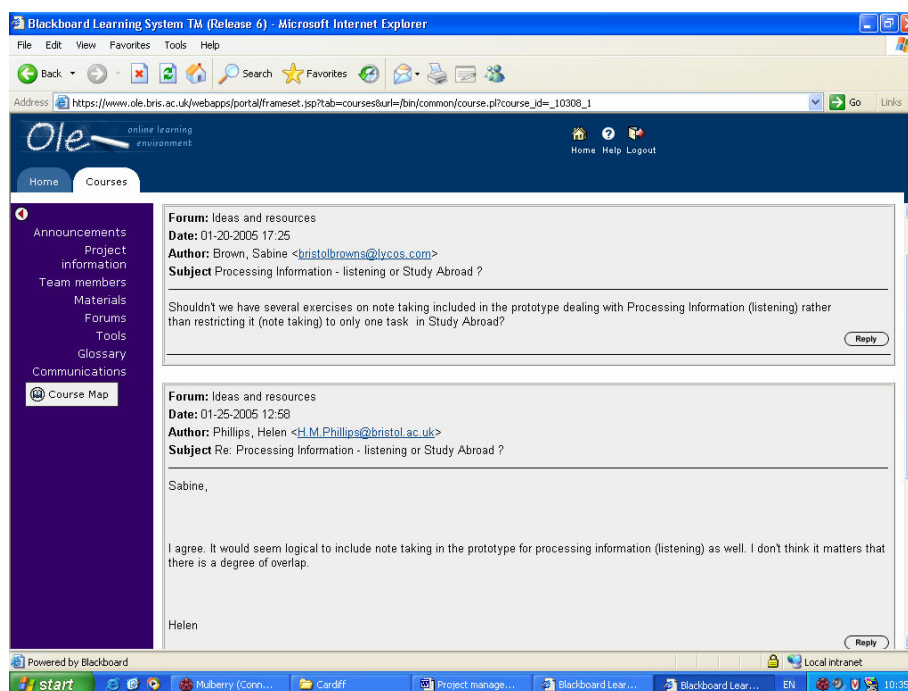 Blackboard Learning System TM (Release 6) - Microsoft Internet Explorer
File Edit View Favorites Tools Help
Back Search Favorites
Address https://www.ole.bris.ac.uk/webapps/portal/frameset.jsp?tab=courses&url=/bin/common/course.pl?course_id=_10308_1 Go Links
Ole online learning
environment
Home Help Logout
Home Courses
Announcements
Project
information
Team members
Materials
Forums
Tools
Glossary
Communications
Course Map
Forum: Ideas and resources
Date: 01-20-2005 17:25
Author: Brown, Sabine <bristolbrowns@lycos.com>
Subject Processing Information - listening or Study Abroad ?
Shouldn't we have several exercises on note taking included in the prototype dealing with Processing Information (listening) rather
than restricting it (note taking) to only one task in Study Abroad?
Reply
Forum: Ideas and resources
Date: 01-25-2005 12:58
Author: Phillips, Helen <H.M.Phillips@bristol.ac.uk>
Subject Re: Processing Information - listening or Study Abroad ?
Sabine,
I agree. It would seem logical to include note taking in the prototype for processing information (listening) as well. I don't think it matters that
there is a degree of overlap.
Helen
Reply
Powered by Blackboard Local intranet
start Mulberry (Conn... Cardiff Project manage... Blackboard Lear... Blackboard Lear... EN 10:35